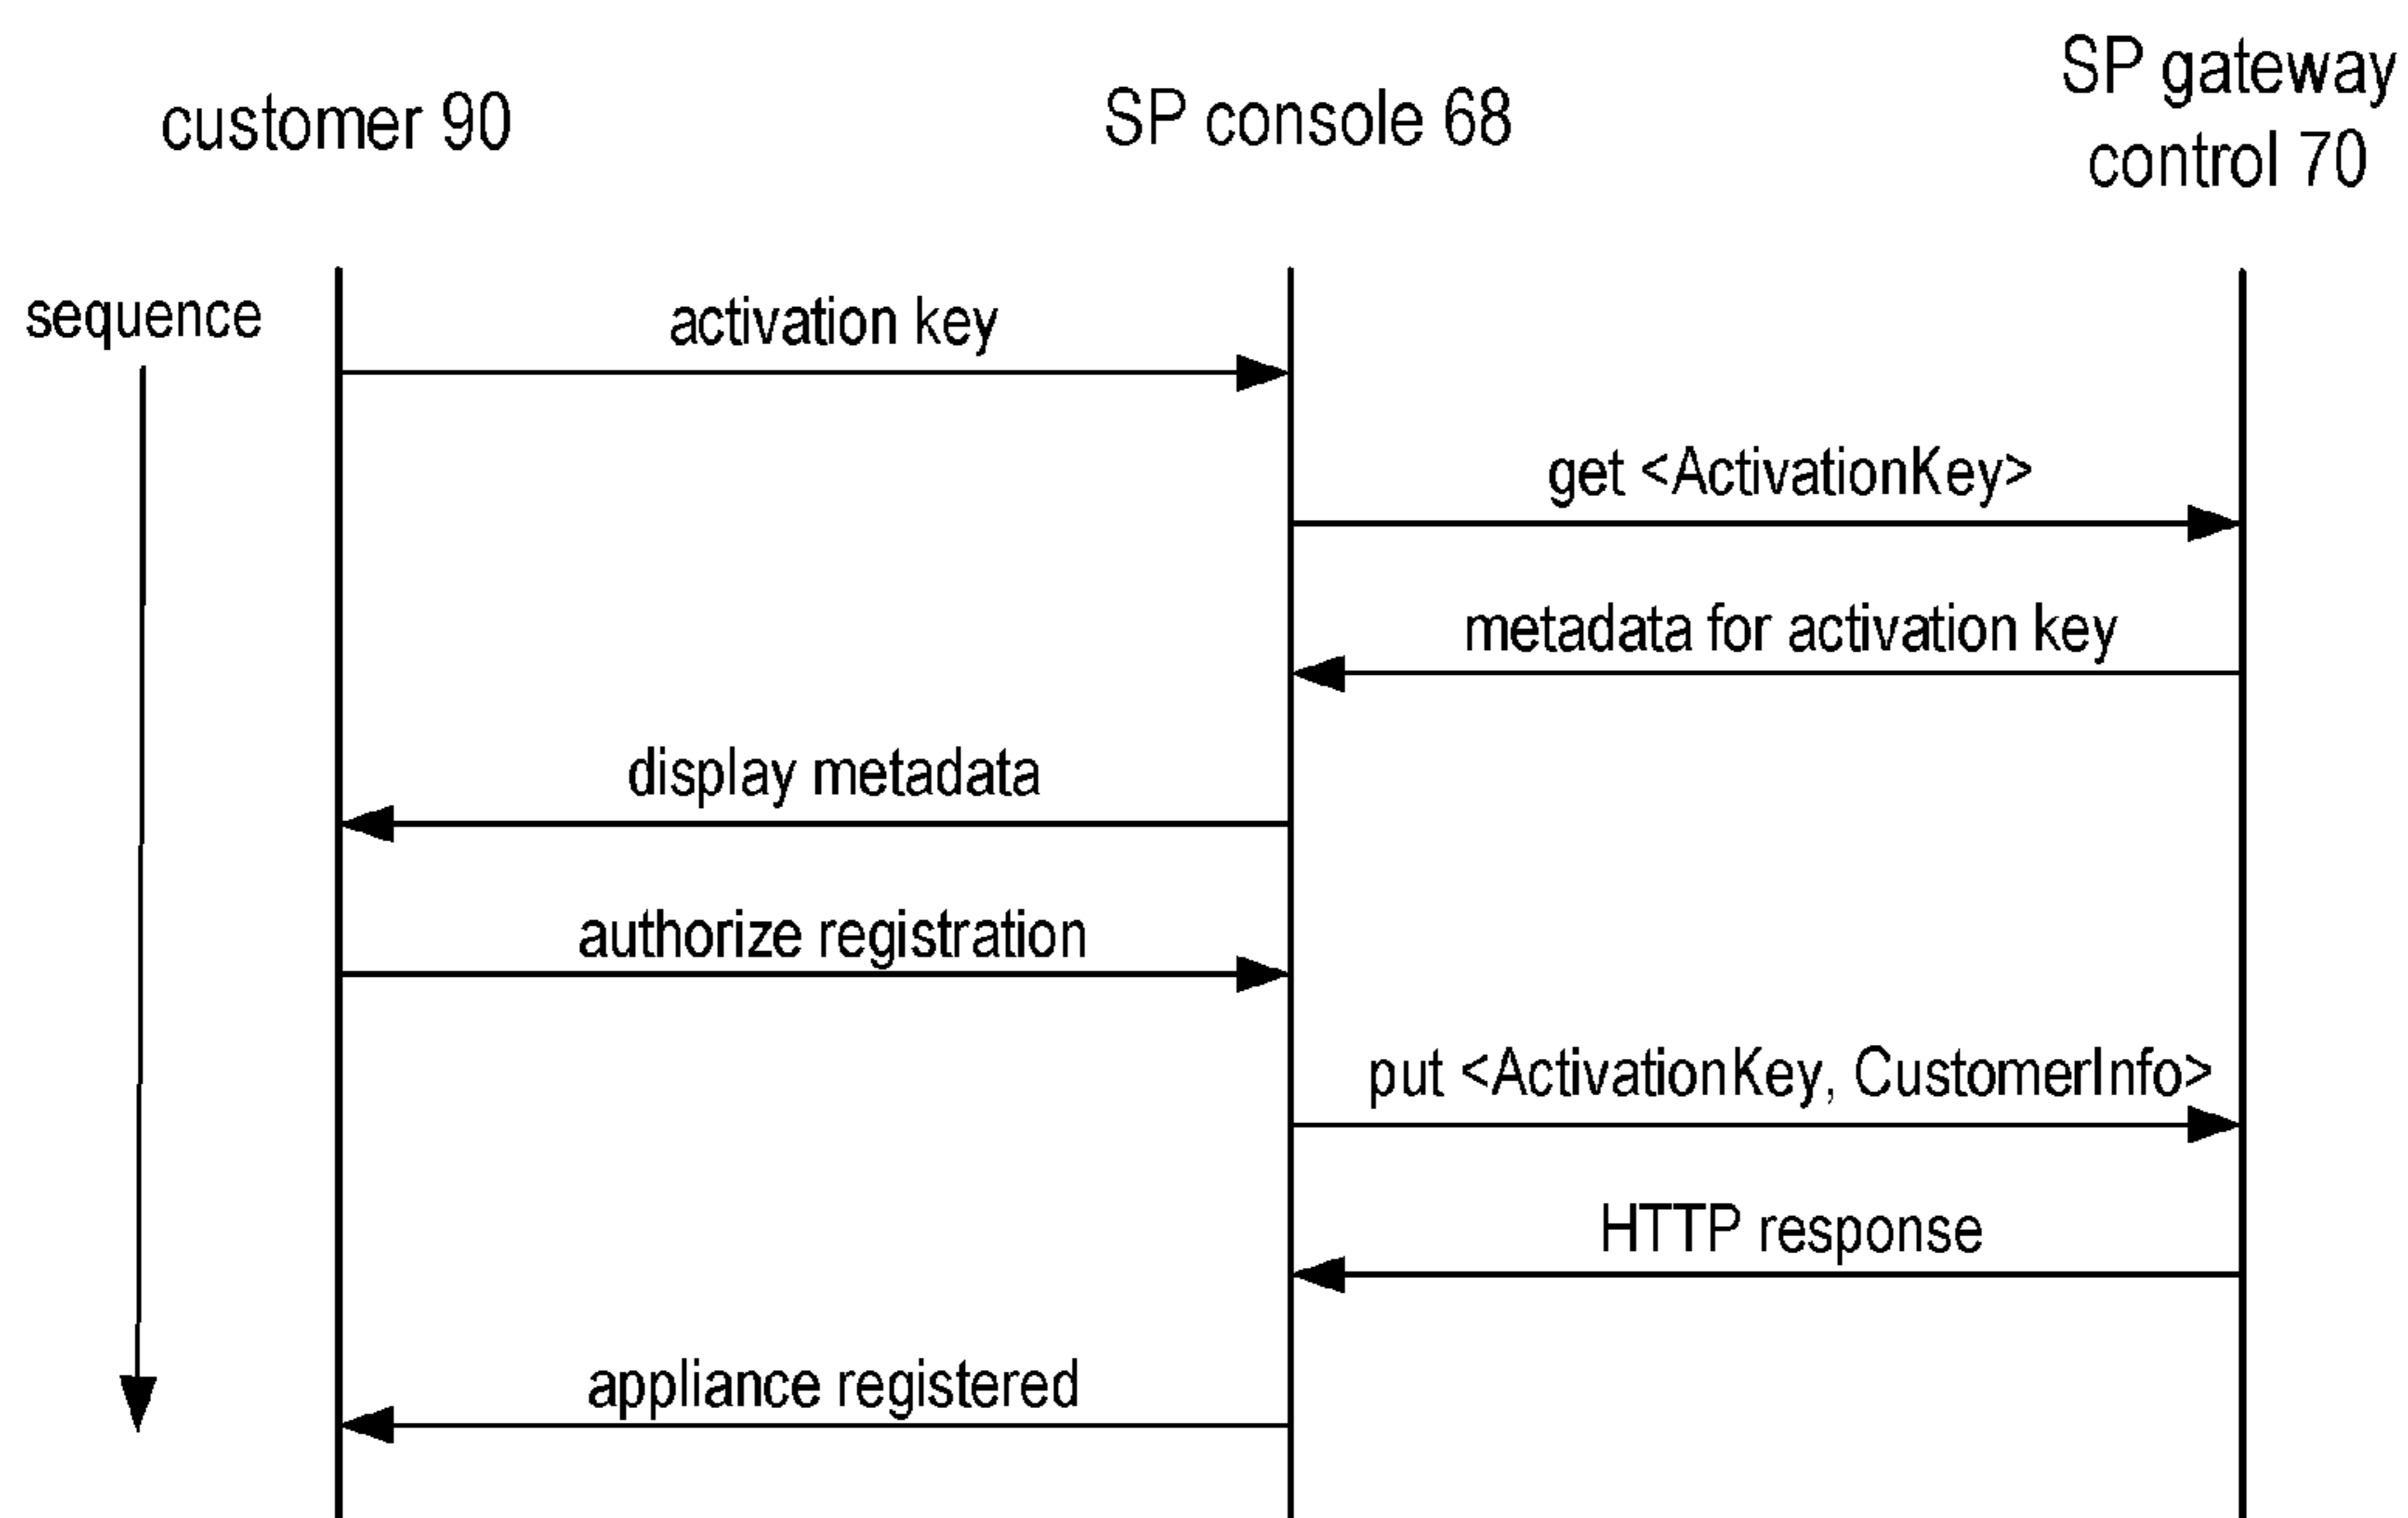 customer 90
SP console 68
SP gateway
control 70
sequence
activation key
get <ActivationKey>
metadata for activation key
display metadata
authorize registration
put <ActivationKey, CustomerInfo>
HTTP response
appliance registered